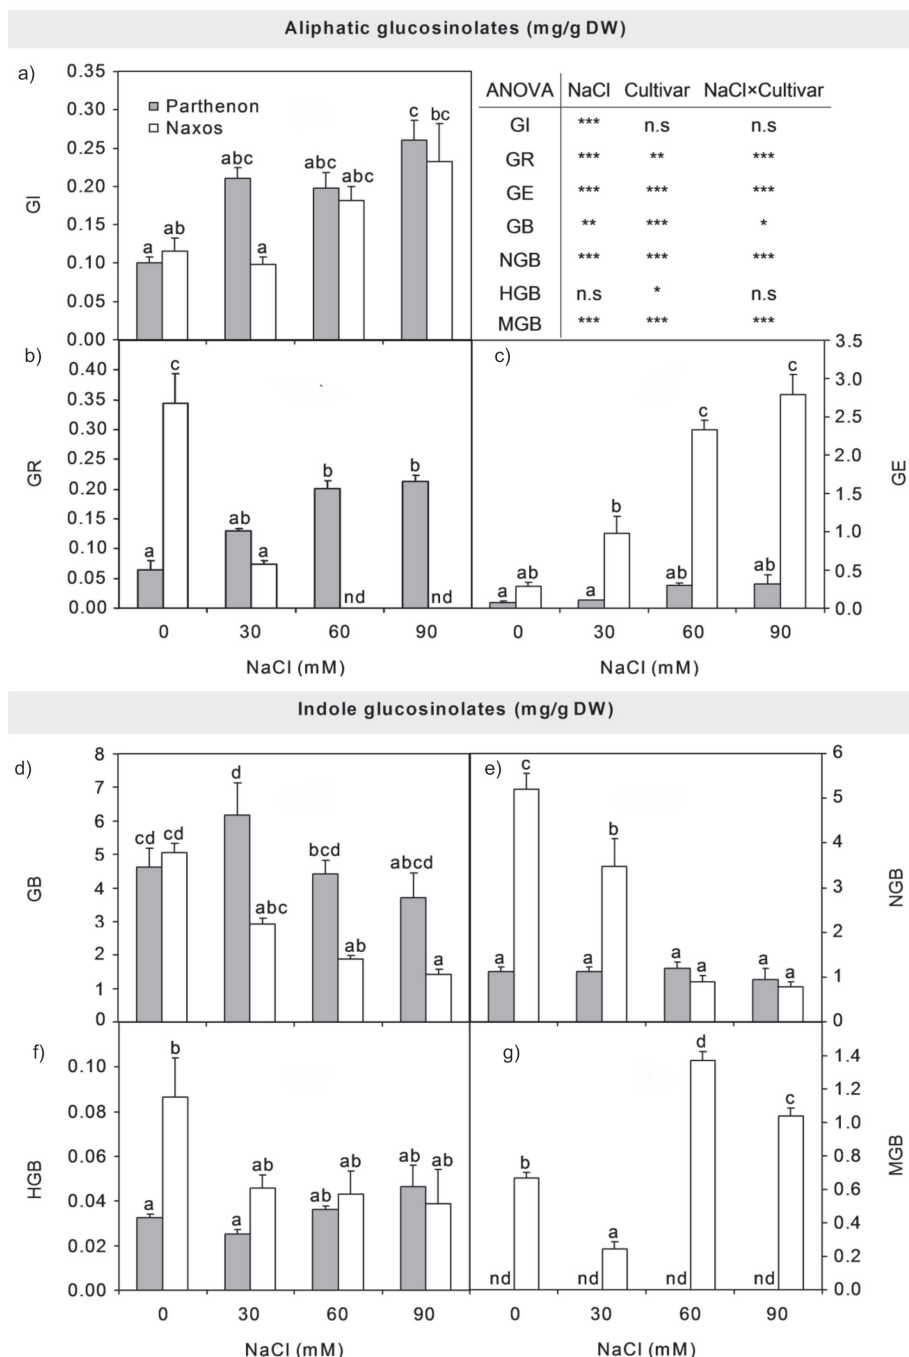 Aliphatic glucosinolates (mg/g DW)
a)
0.35
0.30
0.25
0.20
0.15
0.10
0.05
0.00
GI
Parthenon
Naxos
a ab abc a abc abc c bc
ANOVA NaCl Cultivar NaCl×Cultivar
GI *** n.s n.s
GR *** ** ***
GE *** *** ***
GB ** *** *
NGB *** *** ***
HGB n.s * n.s
MGB *** *** ***
b)
0.40
0.35
0.30
0.25
0.20
0.15
0.10
0.05
0.00
GR
a c ab a b nd b nd
0 30 60 90
NaCl (mM)
c)
3.5
3.0
2.5
2.0
1.5
1.0
0.5
0.0
GE
a ab a b ab c ab c
0 30 60 90
NaCl (mM)
Indole glucosinolates (mg/g DW)
d)
8
7
6
5
4
3
2
1
0
GB
cd cd d abc bcd ab abcd a
e)
6
5
4
3
2
1
0
NGB
a c a b a a a a
f)
0.10
0.08
0.06
0.04
0.02
0.00
HGB
a b a ab ab ab ab ab
0 30 60 90
NaCl (mM)
g)
1.4
1.2
1.0
0.8
0.6
0.4
0.2
0.0
MGB
nd b nd a nd d nd c
0 30 60 90
NaCl (mM)